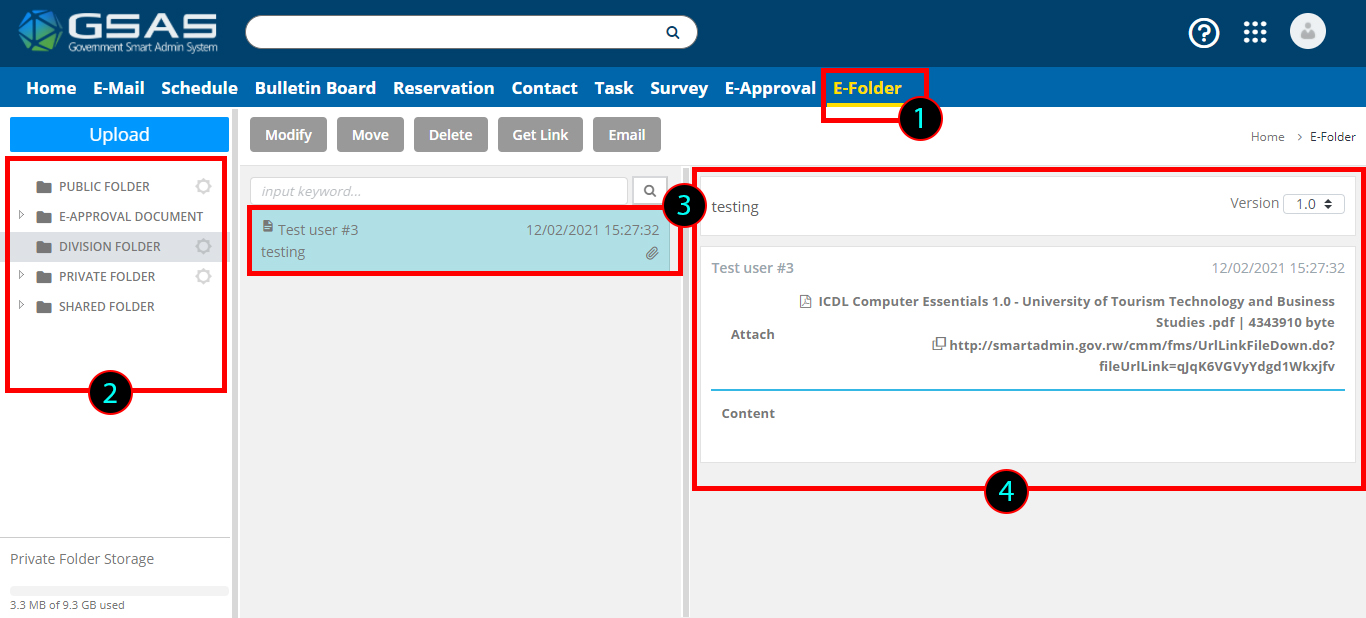 GSAS
Government Smart Admin System
Home E-Mail Schedule Bulletin Board Reservation Contact Task Survey E-Approval E-Folder
1
Upload
Modify Move Delete Get Link Email
Home > E-Folder
PUBLIC FOLDER
E-APPROVAL DOCUMENT
DIVISION FOLDER
PRIVATE FOLDER
SHARED FOLDER
2
Private Folder Storage
3.3 MB of 9.3 GB used
input keyword...
3
Test user #3 12/02/2021 15:27:32
testing
testing
Version 1.0
Test user #3 12/02/2021 15:27:32
Attach
ICDL Computer Essentials 1.0 - University of Tourism Technology and Business
Studies .pdf | 4343910 byte
http://smartadmin.gov.rw/cmm/fms/UrlLinkFileDown.do?
fileUrlLink=qJqK6VGVyYdgd1Wkxjfv
Content
4